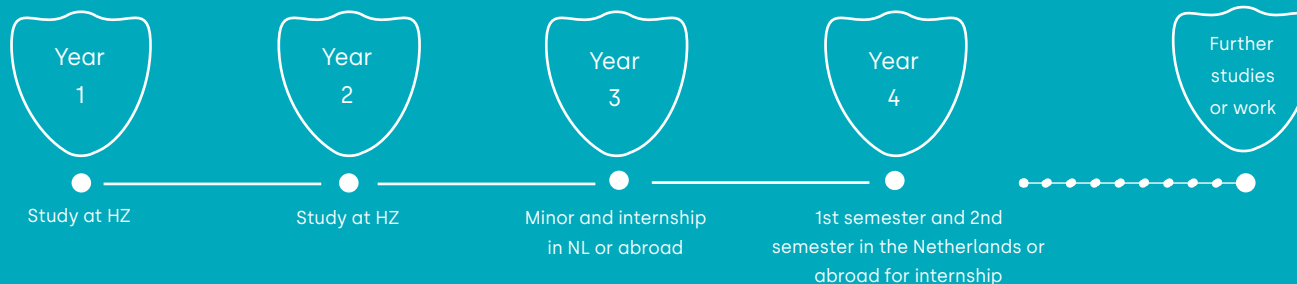 Year
1
Year
2
Year
3
Year
4
Further
studies
or work
Study at HZ
Study at HZ
Minor and internship
in NL or abroad
1st semester and 2nd
semester in the Netherlands or
abroad for internship